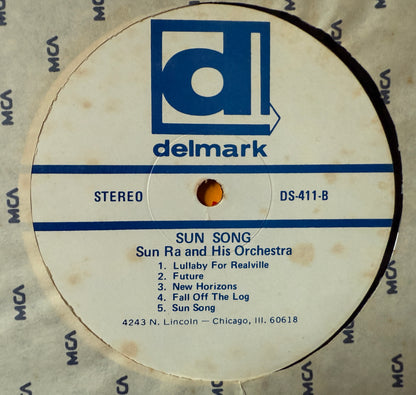 d
delmark
STEREO DS-411-B
SUN SONG
Sun Ra and His Orchestra
1. Lullaby For Realville
2. Future
3. New Horizons
4. Fall Off The Log
5. Sun Song
4243 N. Lincoln — Chicago, Ill. 60618
MCA
MCA
MCA
MCA
MCA
MCA
MCA
MCA
MCA
MCA
MCA
MCA